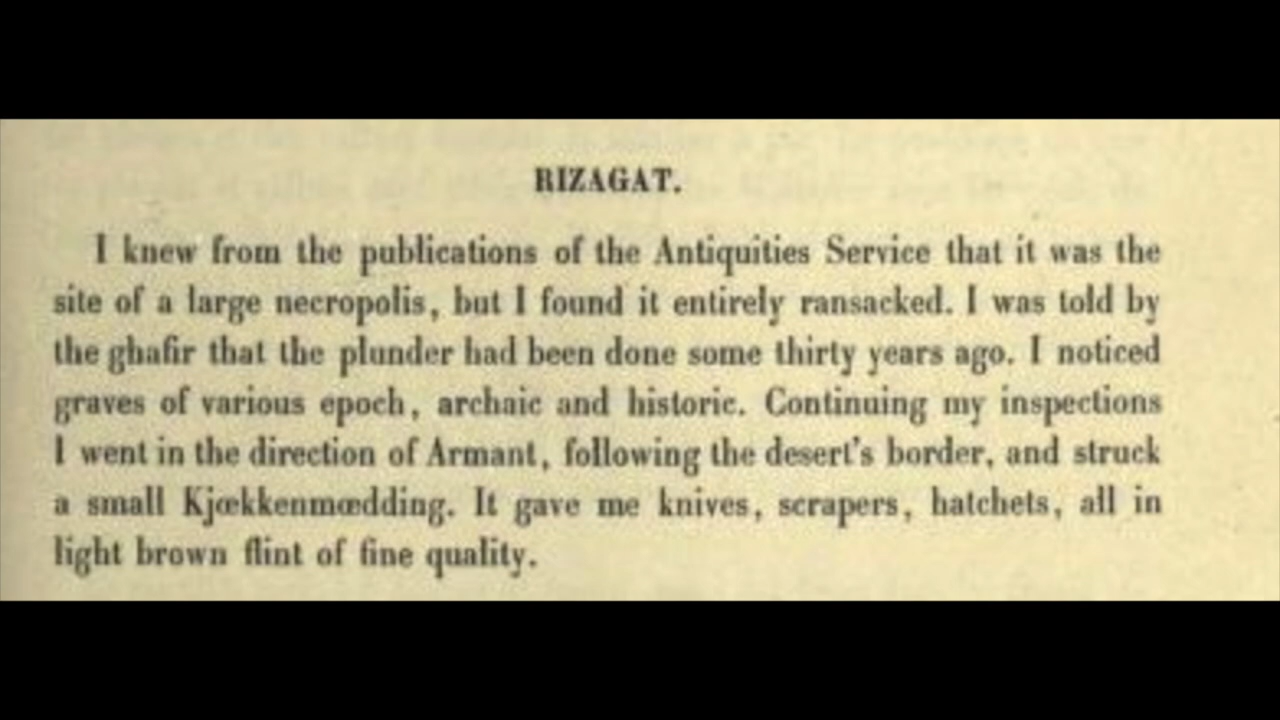 RIZAGAT.
I knew from the publications of the Antiquities Service that it was the
site of a large necropolis, but I found it entirely ransacked. I was told by
the ghafir that the plunder had been done some thirty years ago. I noticed
graves of various epoch, archaic and historic. Continuing my inspections
I went in the direction of Armant, following the desert's border, and struck
a small Kjœkkenmœdding. It gave me knives, scrapers, hatchets, all in
light brown flint of fine quality.